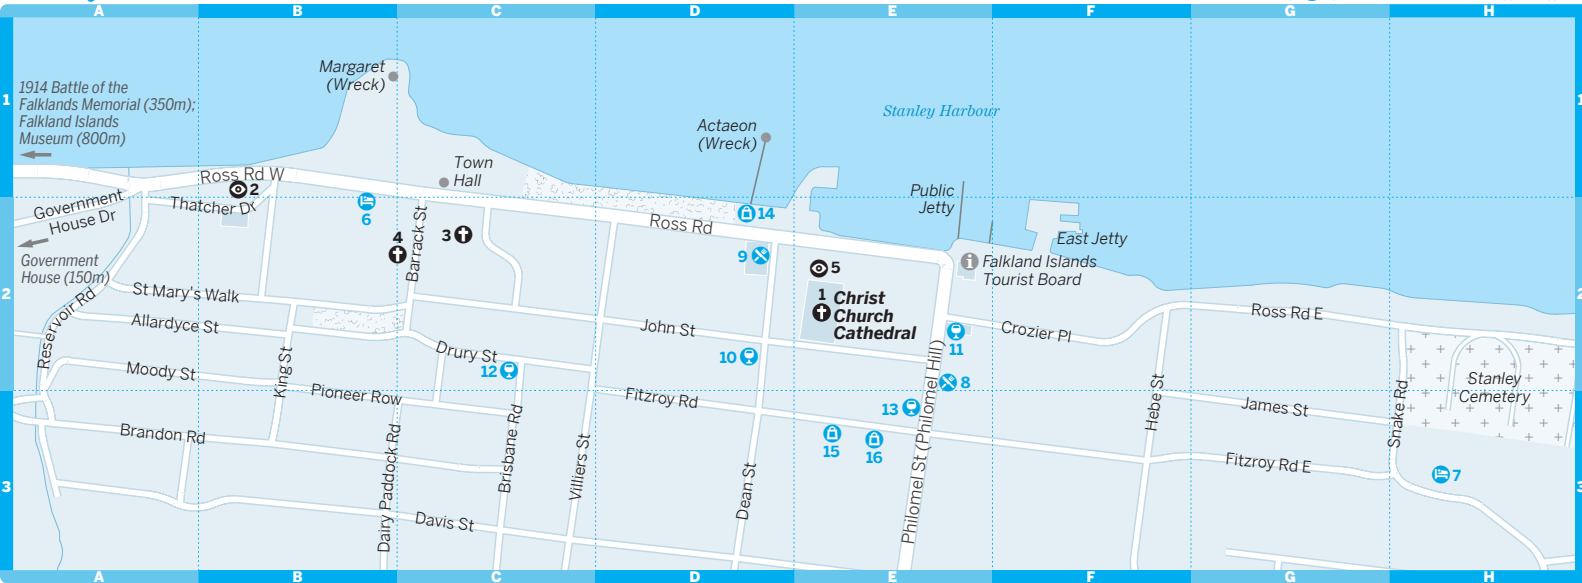 A
B
C
D
E
F
G
H
1
1
2
2
3
3
1914 Battle of the
Falklands Memorial (350m);
Falkland Islands
Museum (800m)
Margaret
(Wreck)
Actaeon
(Wreck)
Stanley Harbour
Town
Hall
Ross Rd W
2
Thatcher Dr
Government
House Dr
Government
House (150m)
6
4
3
Barrack St
Ross Rd
14
9
5
Public
Jetty
East Jetty
Falkland Islands
Tourist Board
1
Christ
Church
Cathedral
Reservoir Rd
St Mary's Walk
Allardyce St
John St
Crozier Pl
Ross Rd E
11
10
Drury St
12
8
13
Moody St
King St
Pioneer Row
Fitzroy Rd
Philomel St (Philomel Hill)
Hebe St
James St
Snake Rd
Stanley
Cemetery
Brandon Rd
Dairy Paddock Rd
Brisbane Rd
Villiers St
Dean St
15
16
Fitzroy Rd E
7
Davis St
A
B
C
D
E
F
G
H